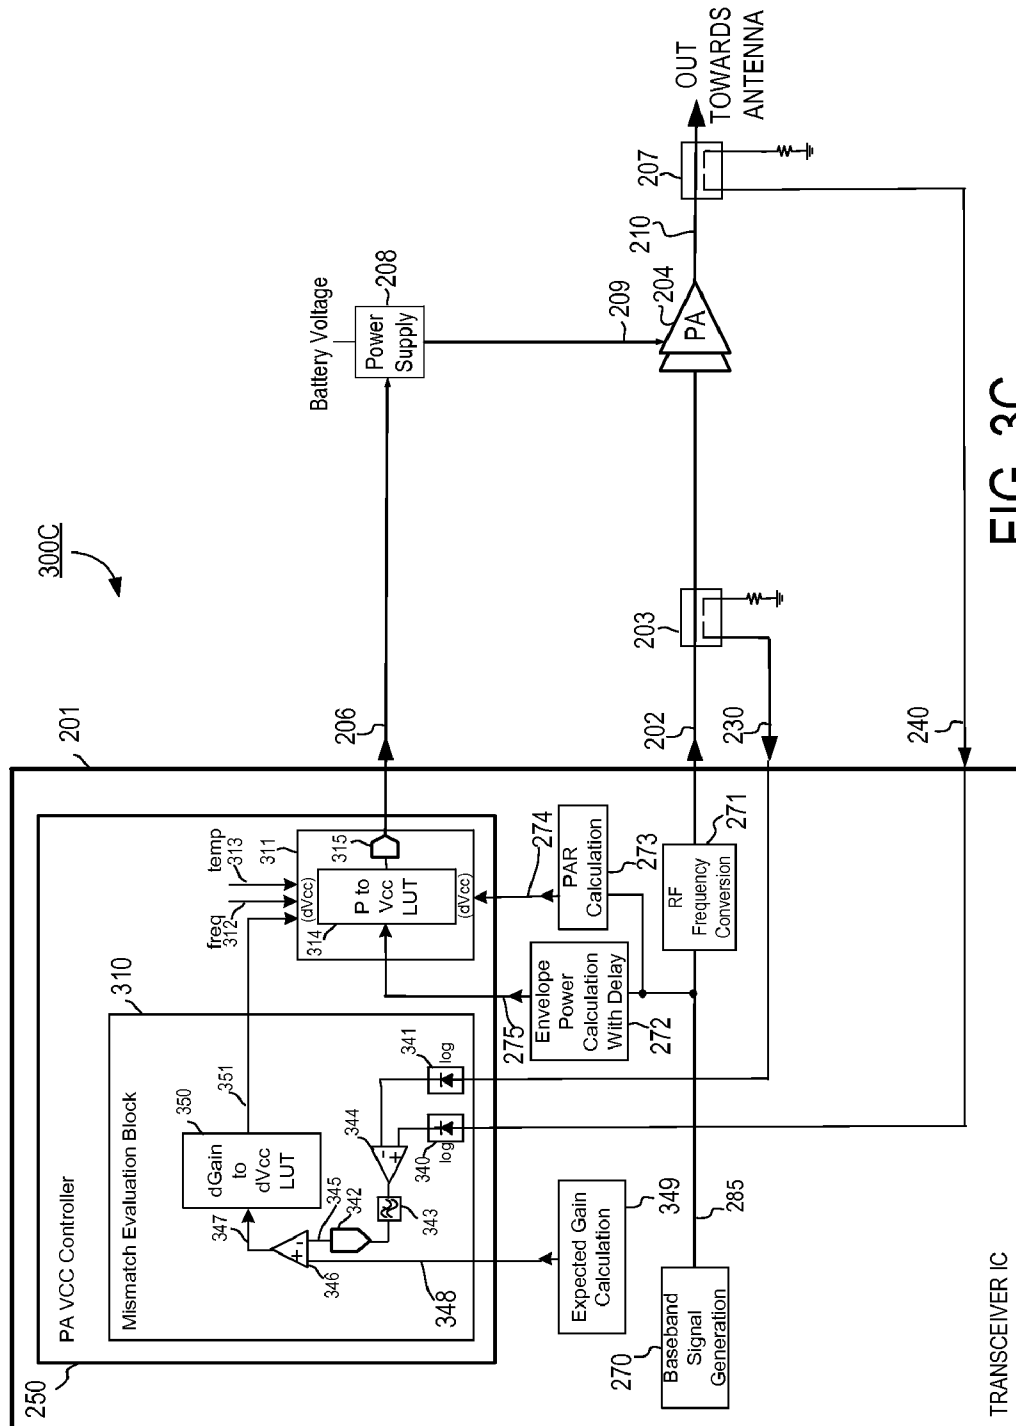 300C
FIG. 3C
TRANSCEIVER IC
201
250
PA VCC Controller
310
Mismatch Evaluation Block
350
351
dGain
to
dVcc
LUT
347
346
+
-
345
342
343
344
-
+
340
log
341
log
348
freq
312
temp
313
311
(dVcc)
P to
Vcc
LUT
314
315
(dVcc)
206
Battery Voltage
Power
Supply
208
209
275
Envelope
Power
Calculation
With Delay
272
274
PAR
Calculation
273
349
Expected Gain
Calculation
270
Baseband
Signal
Generation
285
RF
Frequency
Conversion
271
202
230
203
PA
204
210
207
OUT
TOWARDS
ANTENNA
240